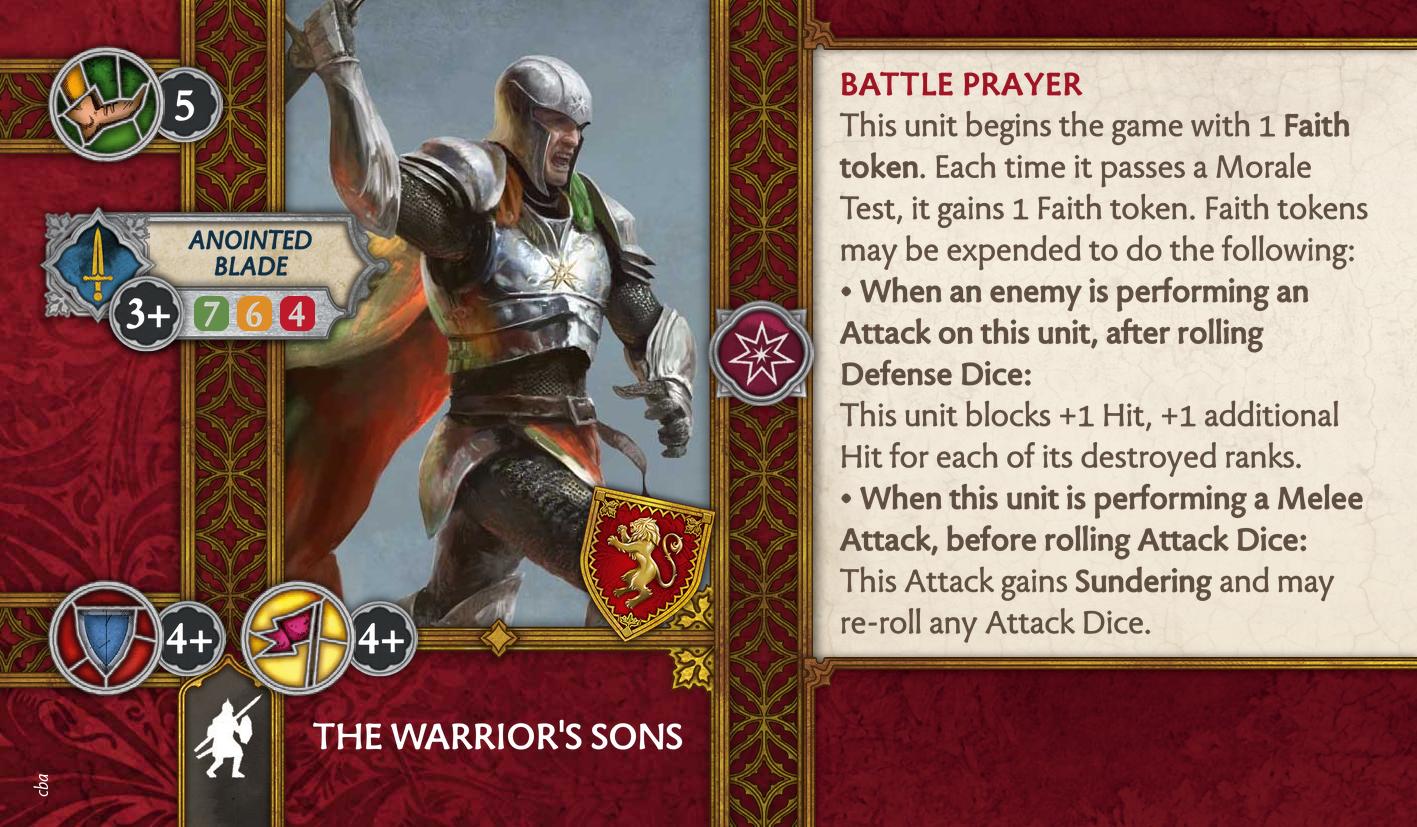 5
ANOINTED
BLADE
3+ 7 6 4
4+ 4+
THE WARRIOR'S SONS
cba
BATTLE PRAYER
This unit begins the game with 1 Faith
token. Each time it passes a Morale
Test, it gains 1 Faith token. Faith tokens
may be expended to do the following:
• When an enemy is performing an
Attack on this unit, after rolling
Defense Dice:
This unit blocks +1 Hit, +1 additional
Hit for each of its destroyed ranks.
• When this unit is performing a Melee
Attack, before rolling Attack Dice:
This Attack gains Sundering and may
re-roll any Attack Dice.